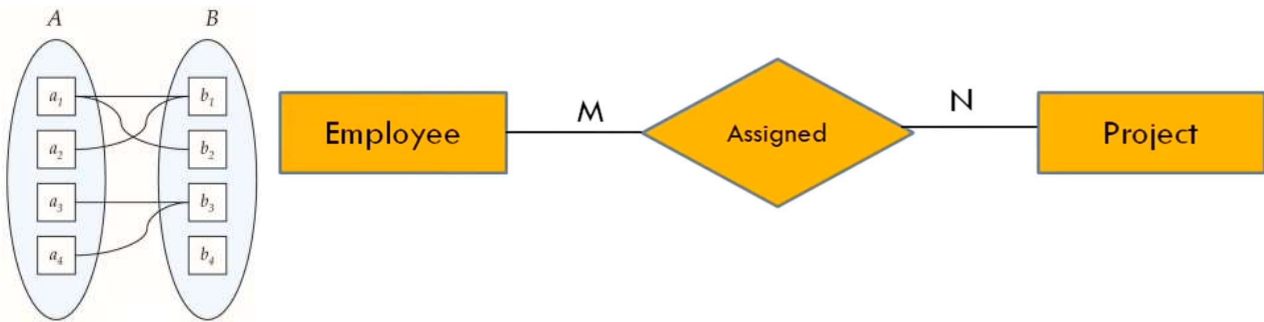 A B
a1 b1
a2 b2
a3 b3
a4 b4
Employee M Assigned N Project